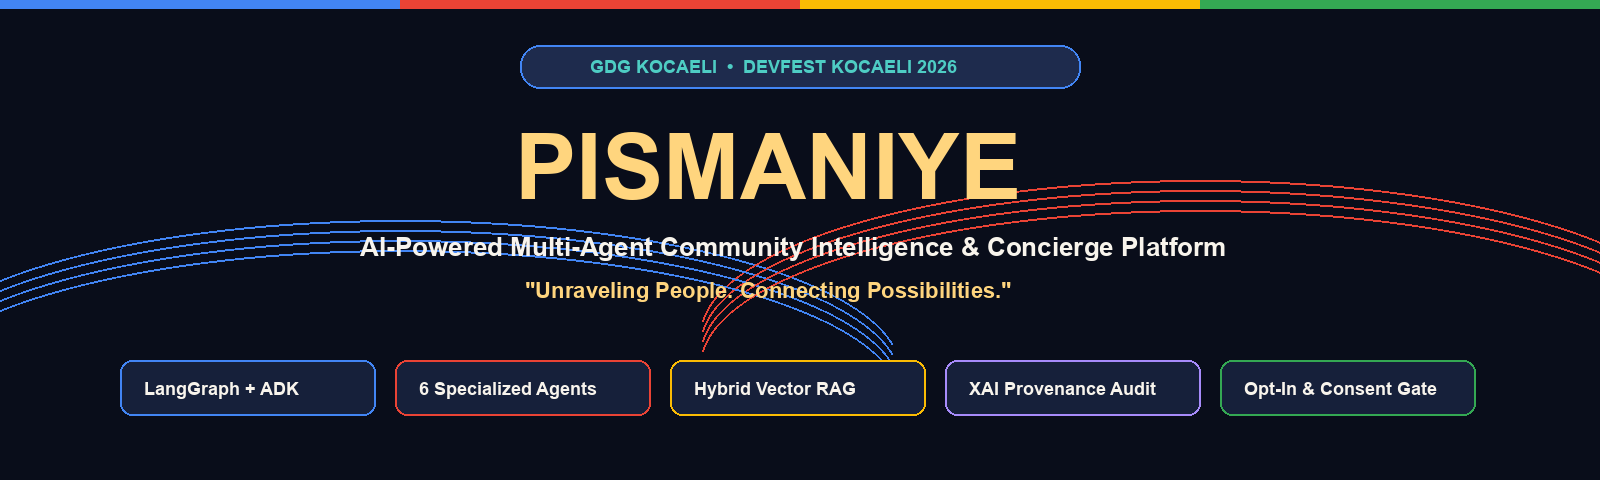 GDG KOCAELI • DEVFEST KOCAELI 2026
PISMANIYE
AI-Powered Multi-Agent Community Intelligence & Concierge Platform
"Unraveling People. Connecting Possibilities."
LangGraph + ADK
6 Specialized Agents
Hybrid Vector RAG
XAI Provenance Audit
Opt-In & Consent Gate